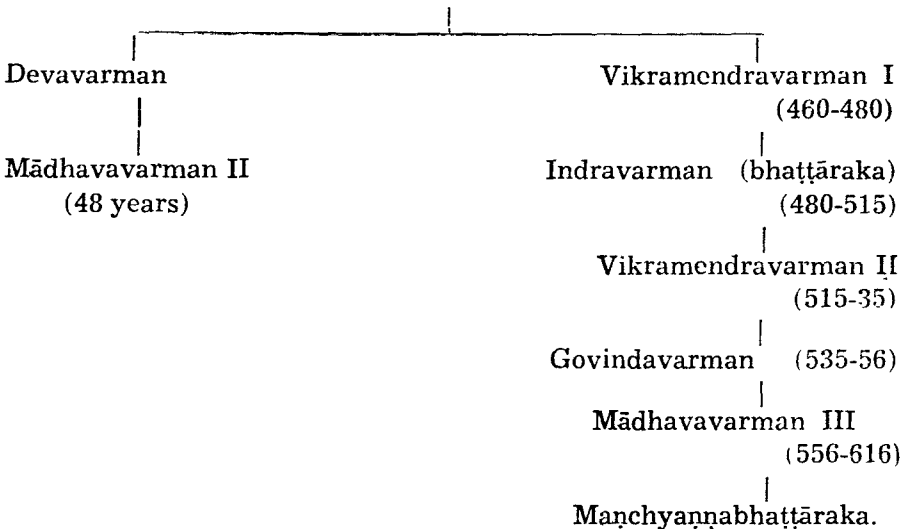 Devavarman Vikramendravarman I
(460-480)
Mādhavavarman II Indravarman (bhaṭṭāraka)
(48 years) (480-515)
Vikramendravarman II
(515-35)
Govindavarman (535-56)
Mādhavavarman III
(556-616)
Maṇchyaṇṇabhaṭṭāraka.